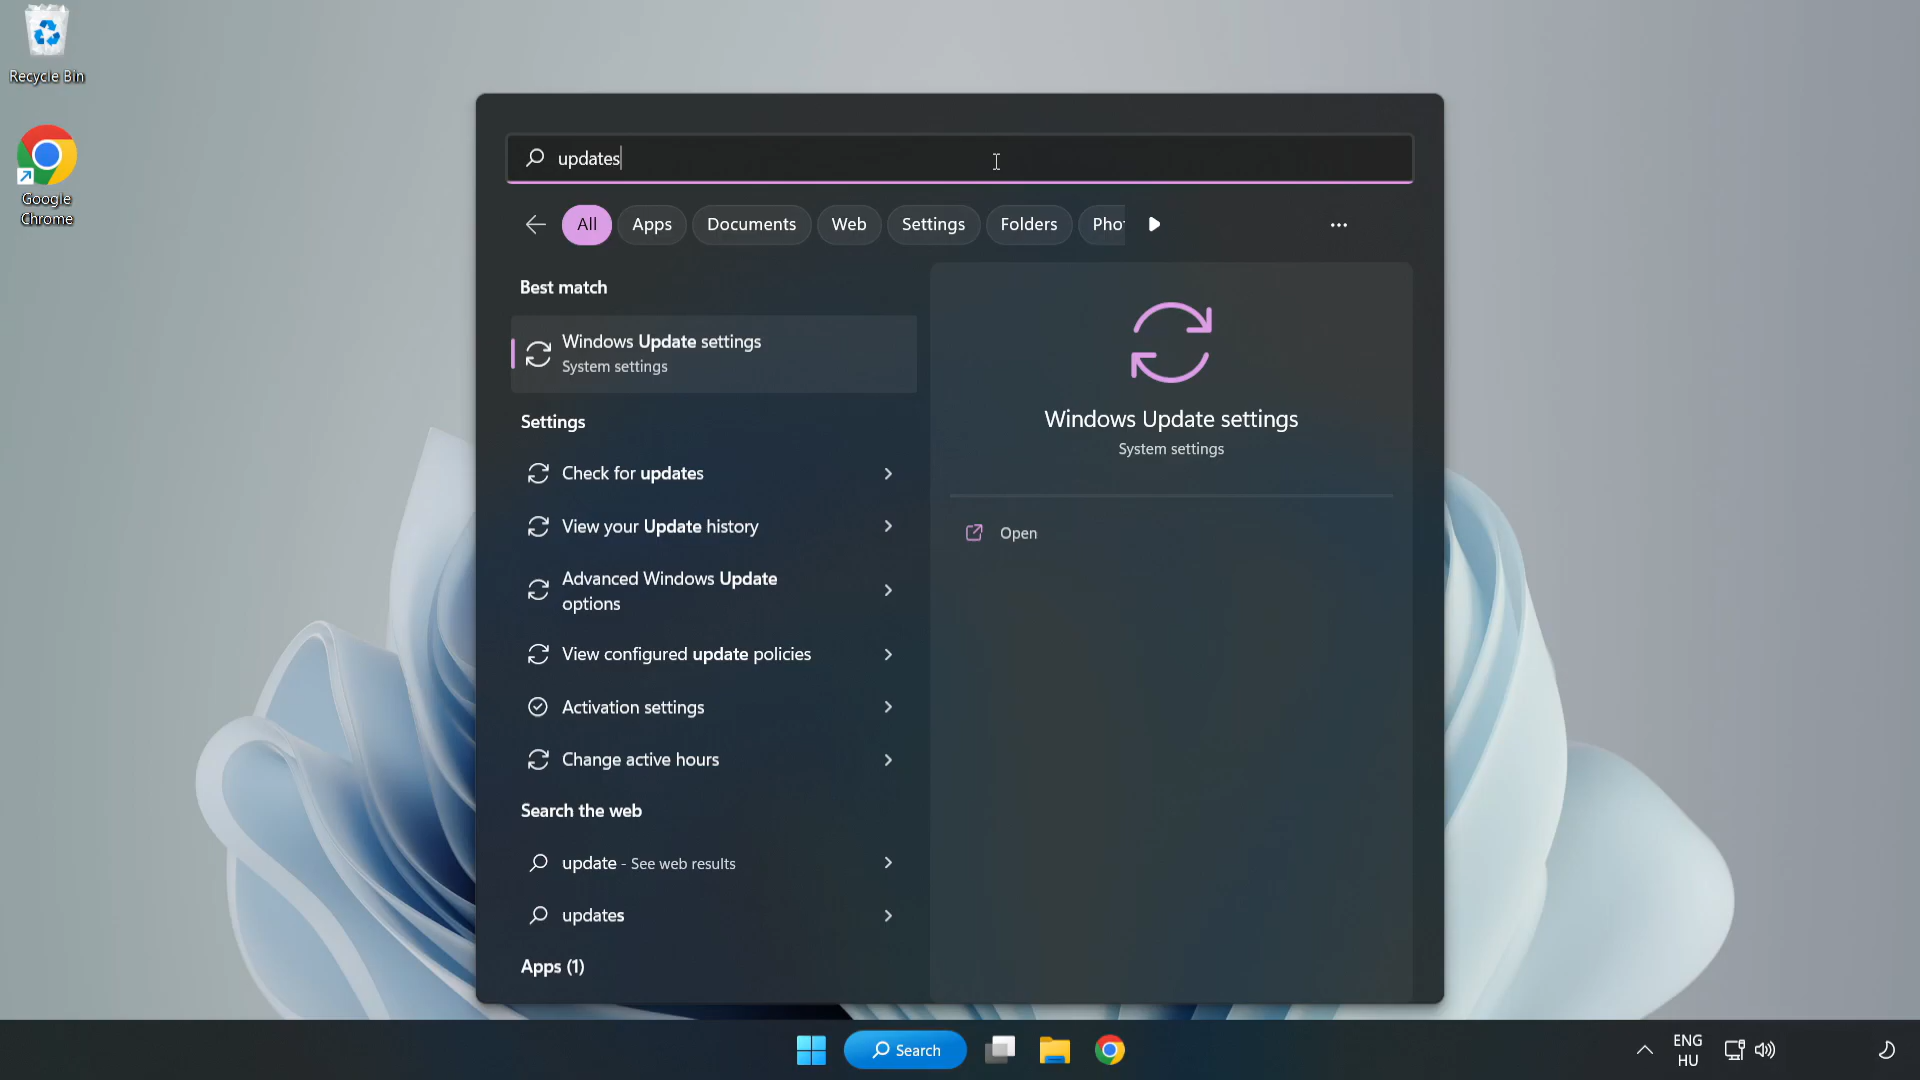 Recycle Bin
Google
Chrome
updates
All
Apps
Documents
Web
Settings
Folders
Best match
Windows Update settings
System settings
Settings
Check for updates
View your Update history
Advanced Windows Update
options
View configured update policies
Activation settings
Change active hours
Search the web
update - See web results
updates
Apps (1)
Windows Update settings
System settings
Open
Search
ENG
HU